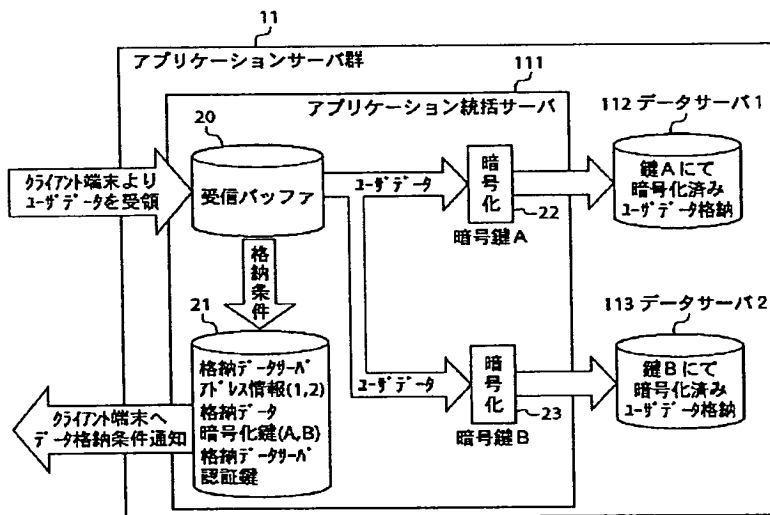 11
アプリケーションサーバ群
111
アプリケーション統括サーバ
20
受信バッファ
クライアント端末より
ユーザデータを受領
ユーザデータ
暗号化
22
暗号鍵A
112 データサーバ1
鍵Aにて
暗号化済み
ユーザデータ格納
格納条件
21
格納データサーバ
アドレス情報(1,2)
格納データ
暗号化鍵(A,B)
格納データサーバ
認証鍵
クライアント端末へ
データ格納条件通知
ユーザデータ
暗号化
23
暗号鍵B
113 データサーバ2
鍵Bにて
暗号化済み
ユーザデータ格納